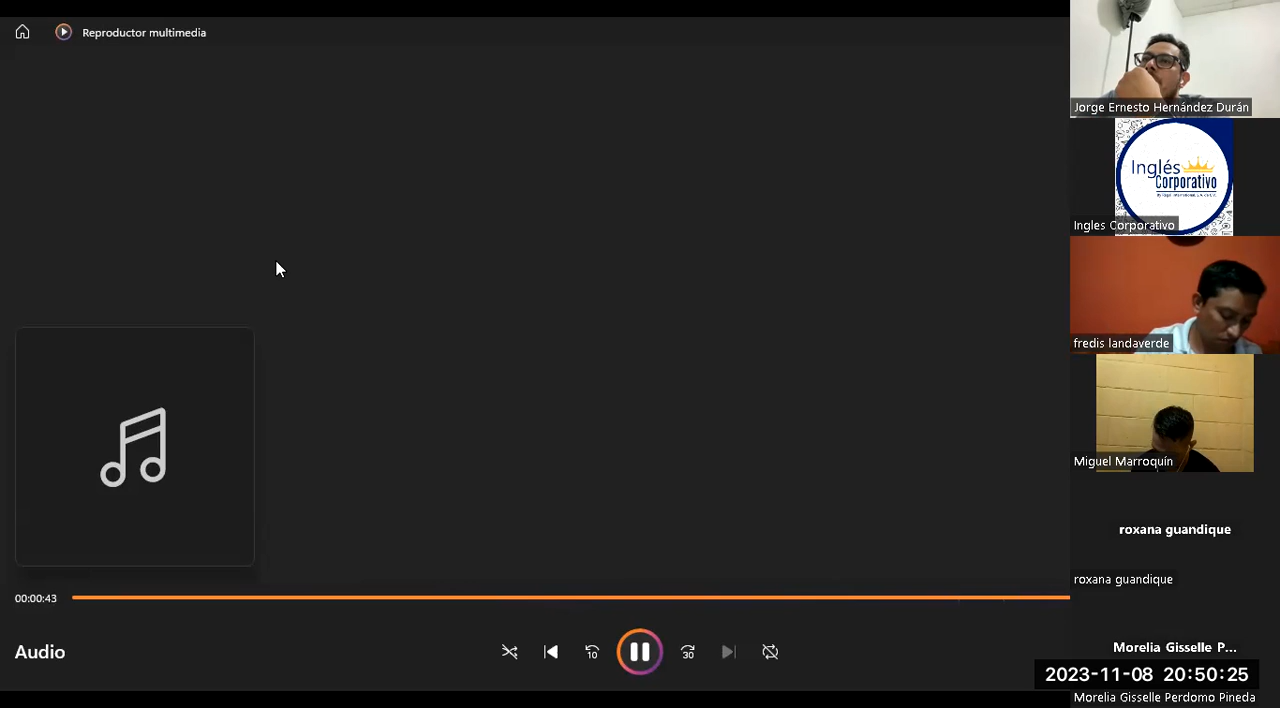 Reproductor multimedia
Jorge Ernesto Hernández Durán
Inglés
Corporativo
Ingles Corporativo
fredis landaverde
Miguel Marroquín
roxana guandique
roxana guandique
00:00:43
Audio
10
30
Morelia Gisselle P...
2023-11-08 20:50:25
Morelia Gisselle Perdomo Pineda